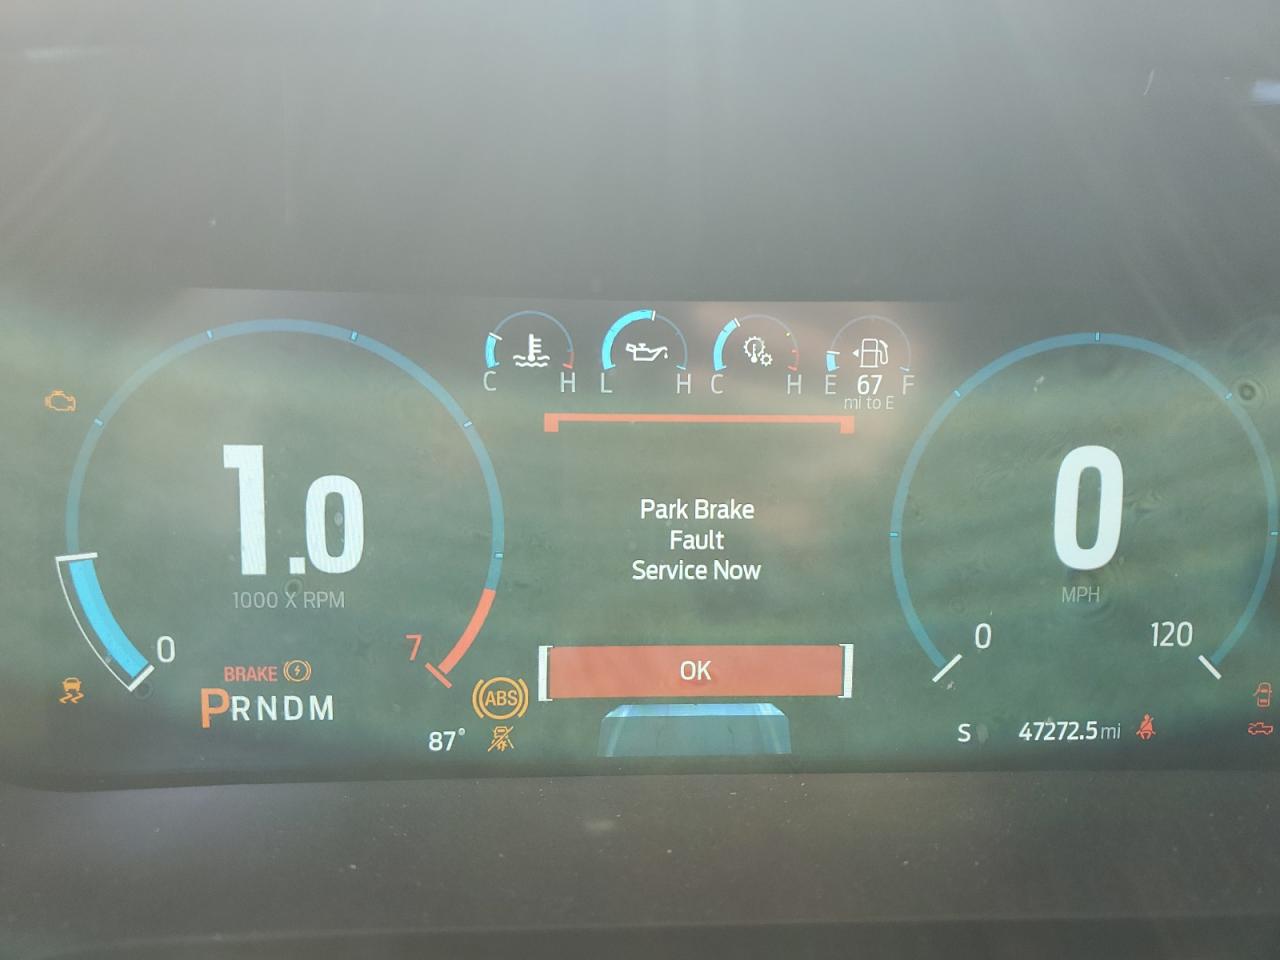 C H L H C H E 67 F
mi to E
1.0
1000 X RPM
0 7
BRAKE
PRNDM
ABS
87°
Park Brake
Fault
Service Now
OK
0
MPH
0 120
S 47272.5 mi